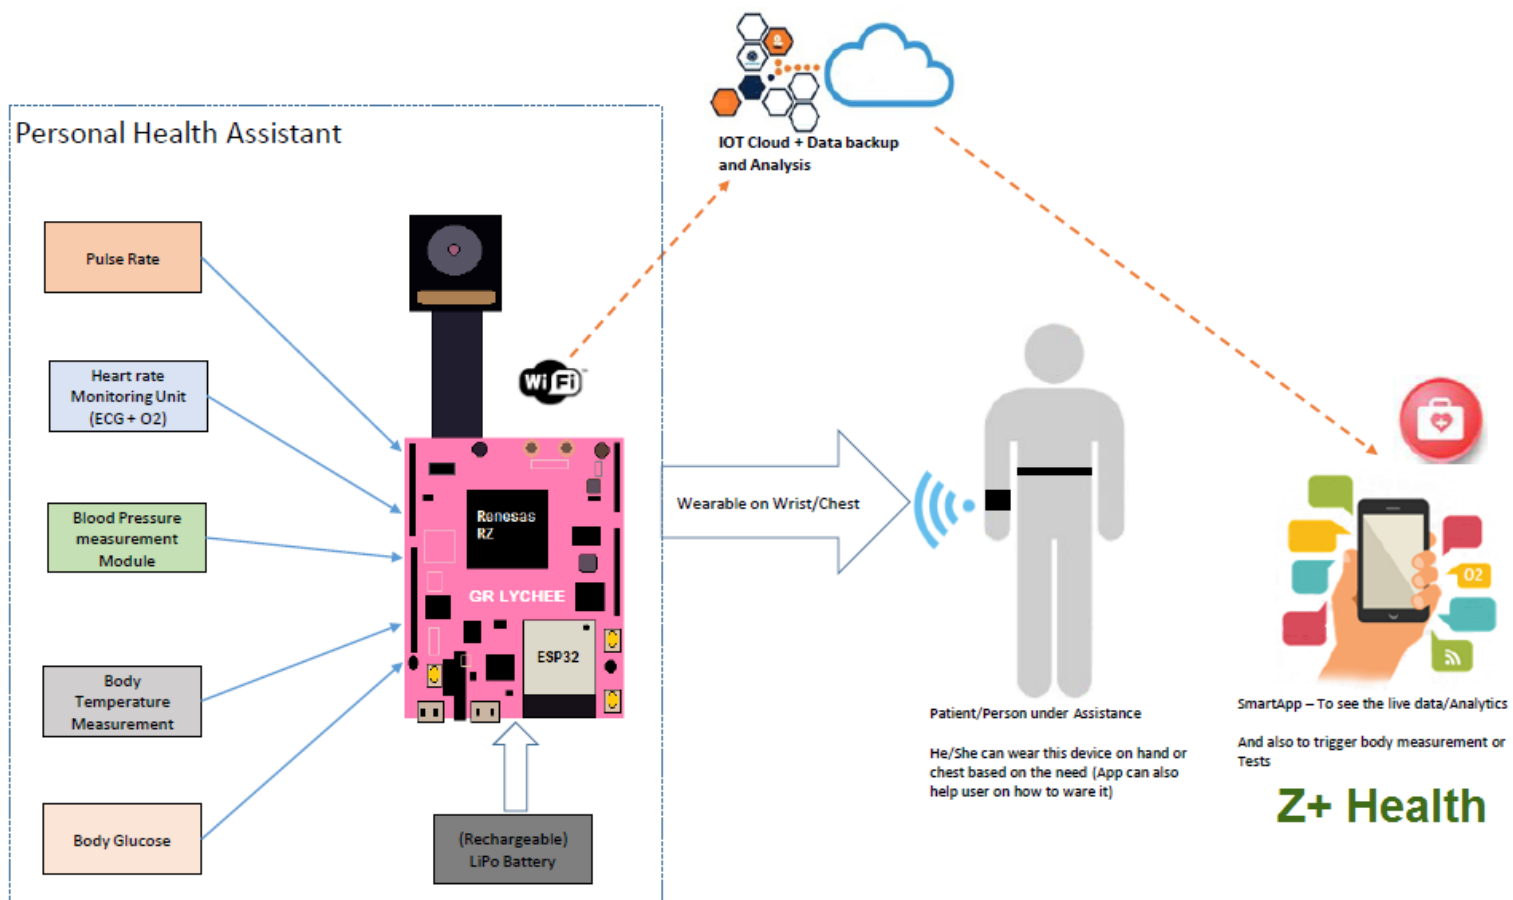 IOT Cloud + Data backup
and Analysis
Personal Health Assistant
Pulse Rate
Heart rate
Monitoring Unit
(ECG + O2)
Blood Pressure
measurement
Module
Body
Temperature
Measurement
Body Glucose
WiFi
Renesas
RZ
GR LYCHEE
ESP32
(Rechargeable)
LiPo Battery
Wearable on Wrist/Chest
Patient/Person under Assistance
He/She can wear this device on hand or
chest based on the need (App can also
help user on how to ware it)
O2
SmartApp – To see the live data/Analytics
And also to trigger body measurement or
Tests
Z+ Health